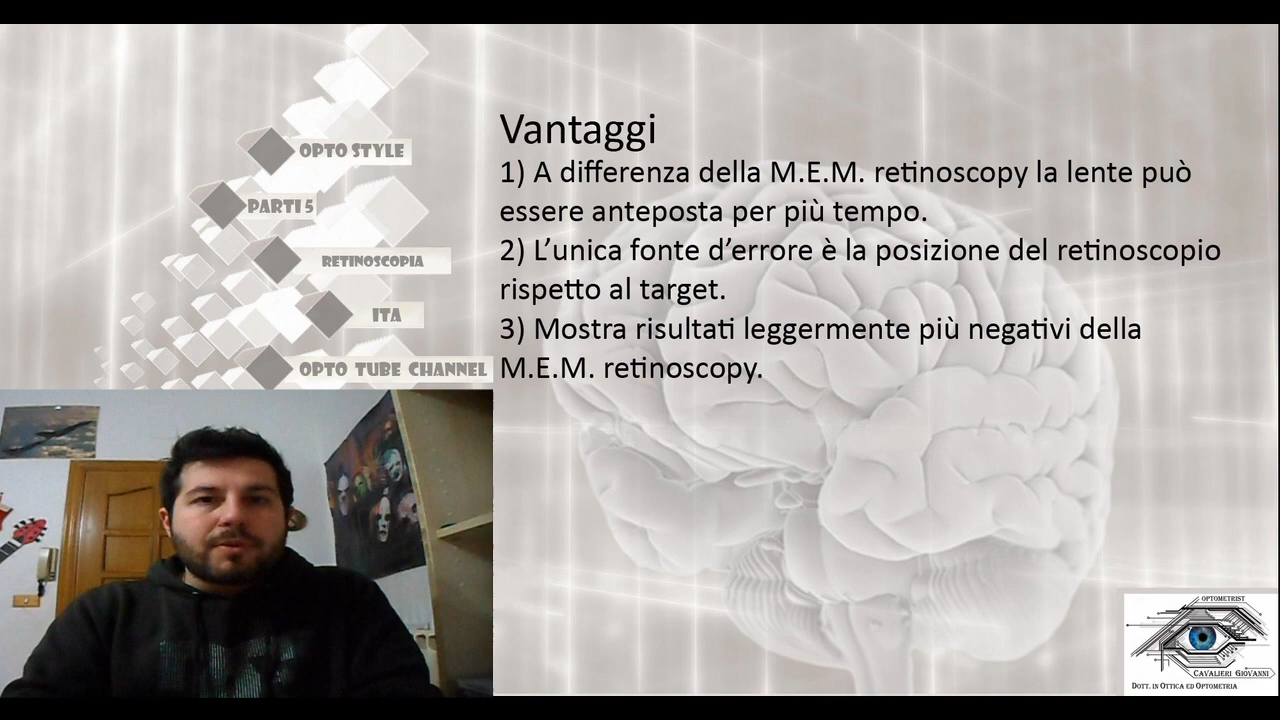 OPTO STYLE
PARTI 5
RETINOSCOPIA
ITA
OPTO TUBE CHANNEL
Vantaggi
1) A differenza della M.E.M. retinoscopy la lente può
essere anteposta per più tempo.
2) L’unica fonte d’errore è la posizione del retinoscopio
rispetto al target.
3) Mostra risultati leggermente più negativi della
M.E.M. retinoscopy.
OPTOMETRIST
CAVALIERI GIOVANNI
DOTT. IN OTTICA ED OPTOMETRIA